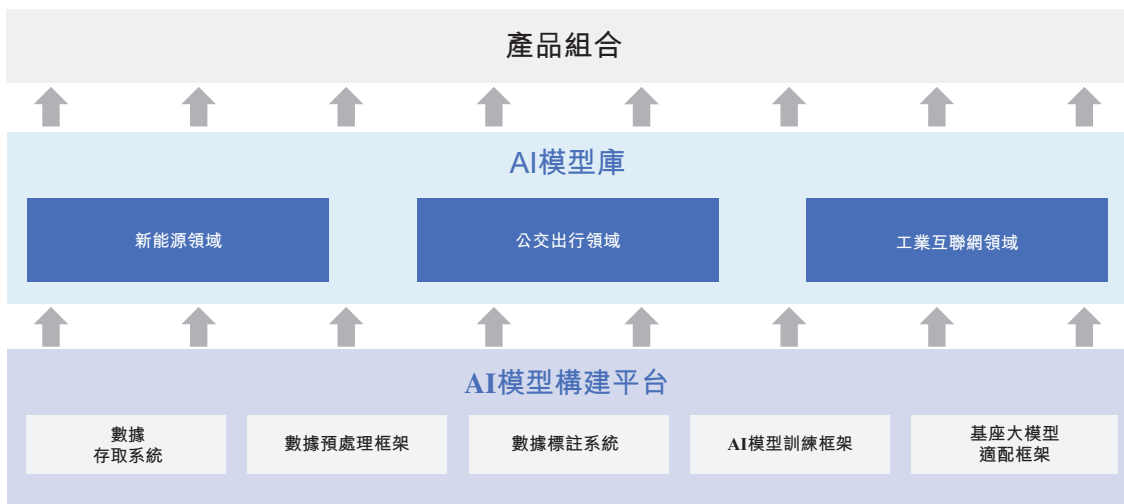 產品組合
AI模型庫
新能源領域
公交出行領域
工業互聯網領域
AI模型構建平台
數據
存取系統
數據預處理框架
數據標註系統
AI模型訓練框架
基座大模型
適配框架